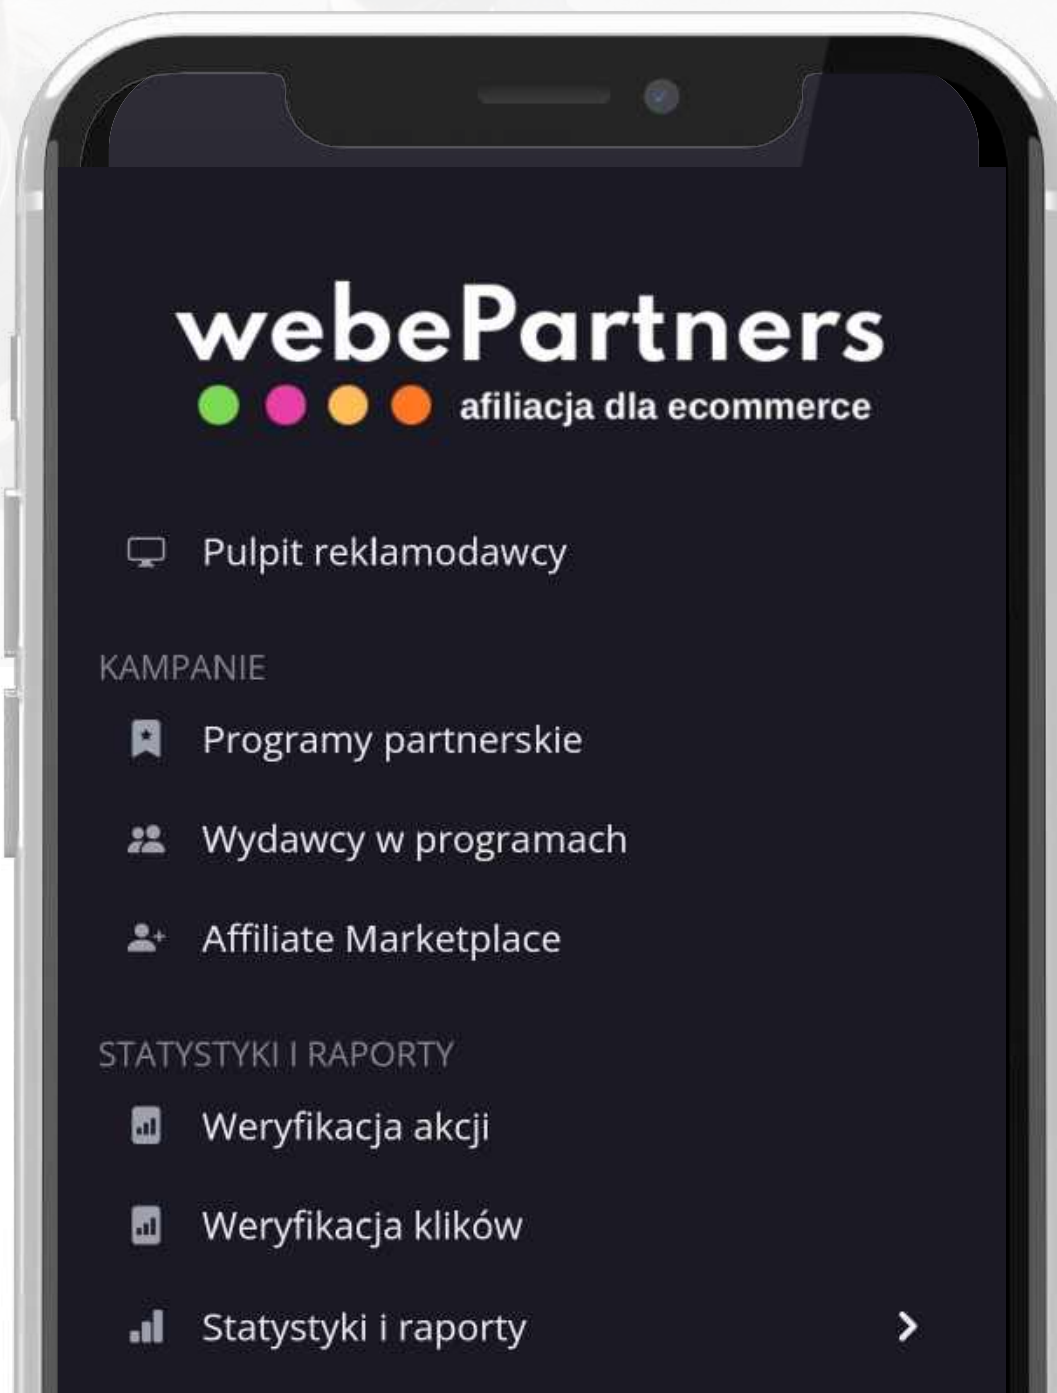 webePartners
afiliacja dla ecommerce
Pulpit reklamodawcy
KAMPANIE
Programy partnerskie
Wydawcy w programach
Affiliate Marketplace
STATYSTYKI I RAPORTY
Weryfikacja akcji
Weryfikacja klików
Statystyki i raporty